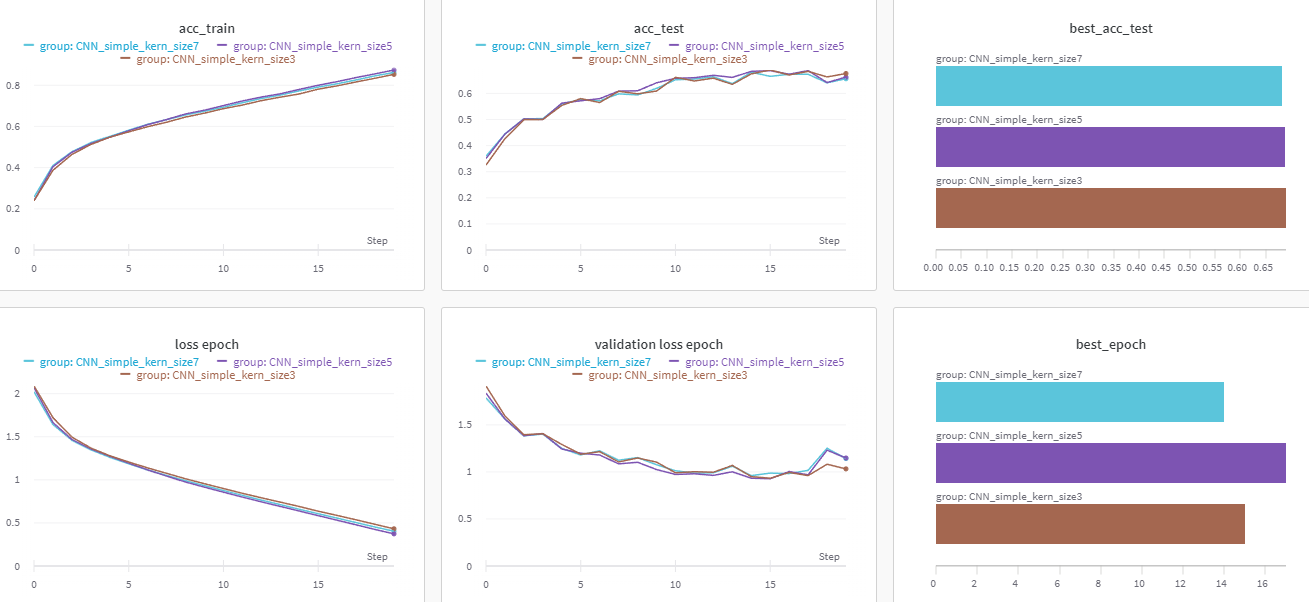 acc_train
group: CNN_simple_kern_size7 group: CNN_simple_kern_size5
group: CNN_simple_kern_size3
0.8
0.6
0.4
0.2
0
Step
0 5 10 15
acc_test
group: CNN_simple_kern_size7 group: CNN_simple_kern_size5
group: CNN_simple_kern_size3
0.6
0.5
0.4
0.3
0.2
0.1
0
Step
0 5 10 15
best_acc_test
group: CNN_simple_kern_size7
group: CNN_simple_kern_size5
group: CNN_simple_kern_size3
0.00 0.05 0.10 0.15 0.20 0.25 0.30 0.35 0.40 0.45 0.50 0.55 0.60 0.65
loss epoch
group: CNN_simple_kern_size7 group: CNN_simple_kern_size5
group: CNN_simple_kern_size3
2
1.5
1
0.5
0
Step
0 5 10 15
validation loss epoch
group: CNN_simple_kern_size7 group: CNN_simple_kern_size5
group: CNN_simple_kern_size3
1.5
1
0.5
0
Step
0 5 10 15
best_epoch
group: CNN_simple_kern_size7
group: CNN_simple_kern_size5
group: CNN_simple_kern_size3
0 2 4 6 8 10 12 14 16